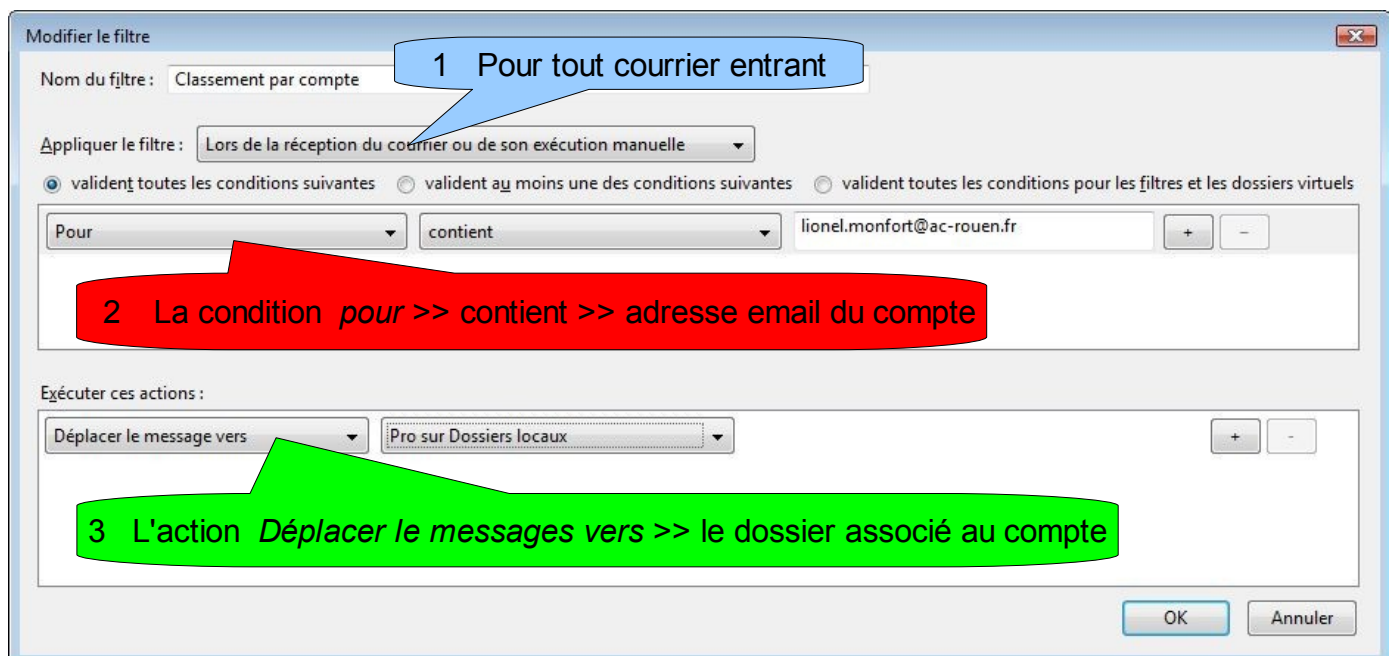 Modifier le filtre
Nom du filtre : Classement par compte
1 Pour tout courrier entrant
Appliquer le filtre : Lors de la réception du courrier ou de son exécution manuelle
valident toutes les conditions suivantes valident au moins une des conditions suivantes valident toutes les conditions pour les filtres et les dossiers virtuels
Pour contient lionel.monfort@ac-rouen.fr + -
2 La condition pour >> contient >> adresse email du compte
Exécuter ces actions :
Déplacer le message vers Pro sur Dossiers locaux + -
3 L'action Déplacer le messages vers >> le dossier associé au compte
OK Annuler